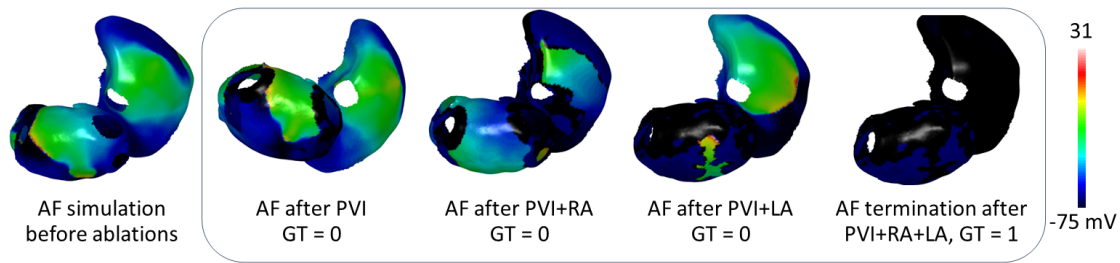 31
AF simulation
before ablations
AF after PVI
GT = 0
AF after PVI+RA
GT = 0
AF after PVI+LA
GT = 0
AF termination after
PVI+RA+LA, GT = 1
-75 mV